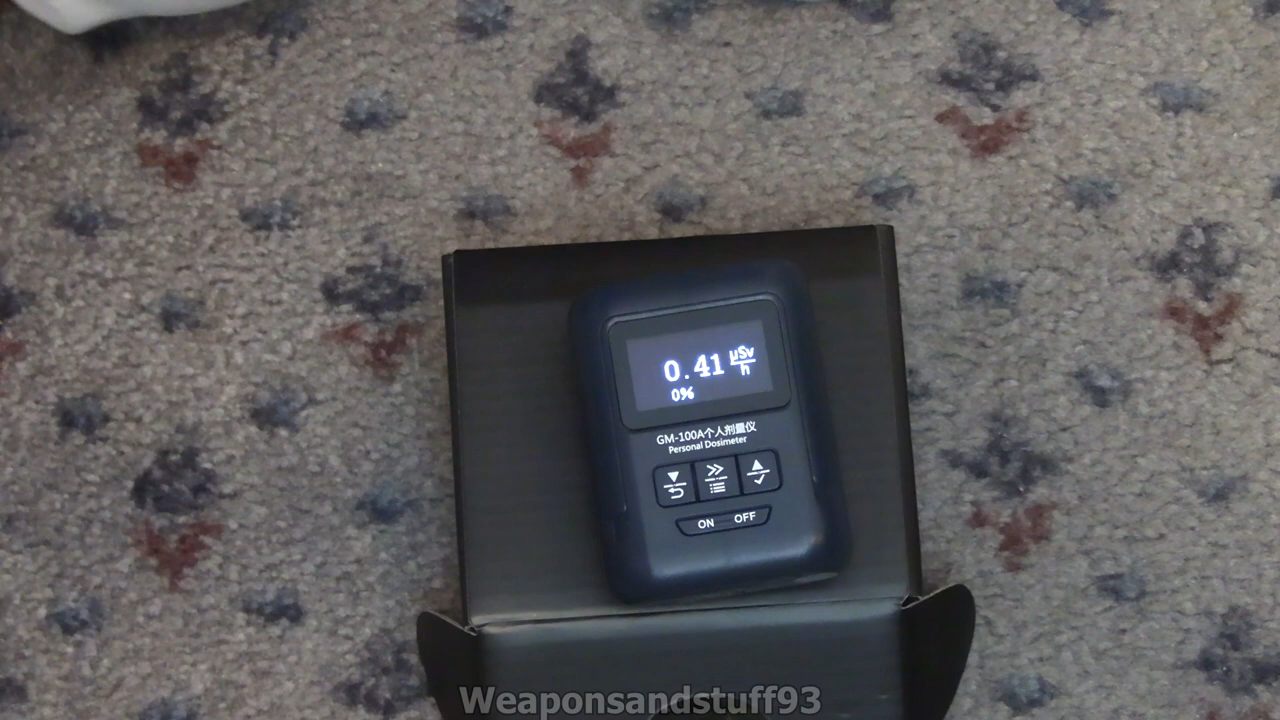 0.41 µSv/h
0%
GM-100A个人剂量仪
Personal Dosimeter
ON OFF
Weaponsandstuff93